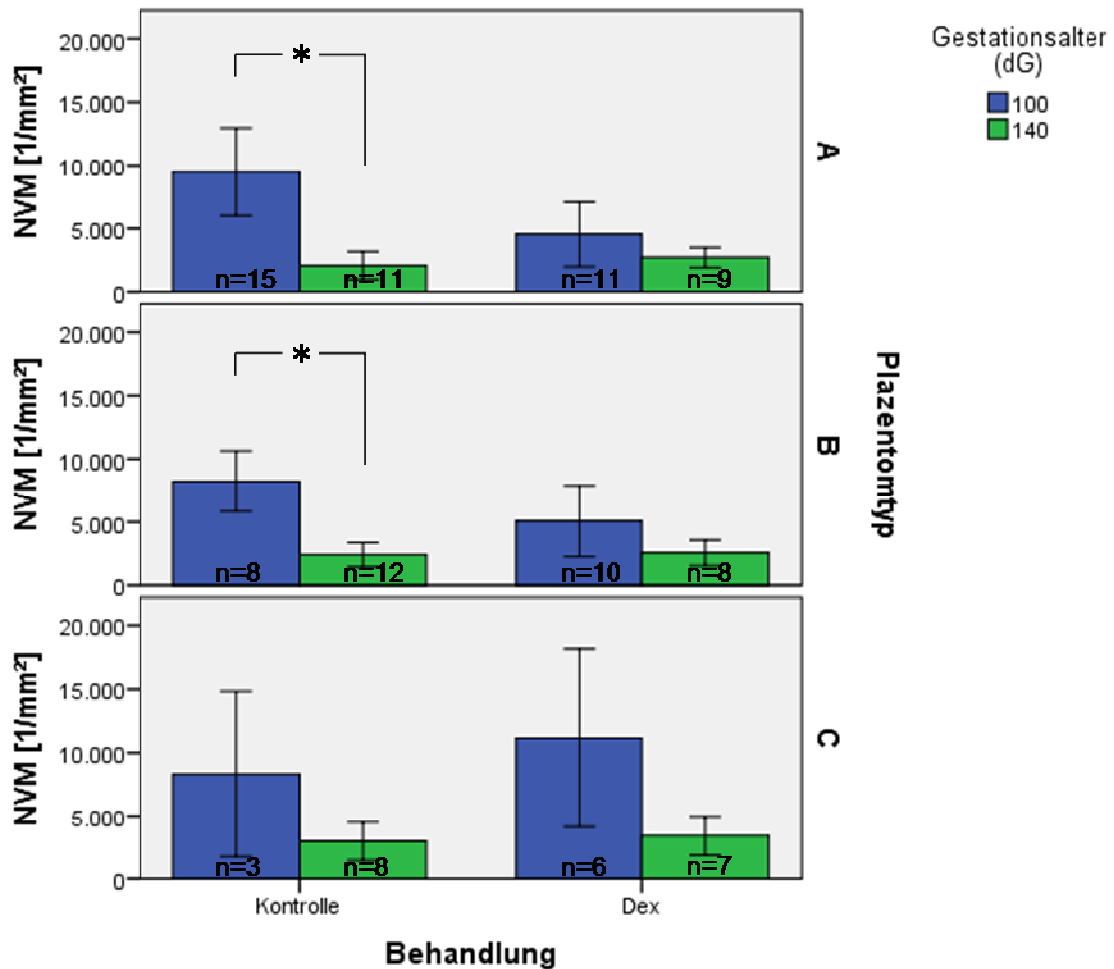 Gestationsalter
(dG)
100
140
NVM [1/mm²]
20.000
15.000
10.000
5.000
0
*
n=15
n=11
n=11
n=9
A
NVM [1/mm²]
20.000
15.000
10.000
5.000
0
*
n=8
n=12
n=10
n=8
B
Plazentomtyp
NVM [1/mm²]
20.000
15.000
10.000
5.000
0
n=3
n=8
n=6
n=7
C
Kontrolle
Dex
Behandlung